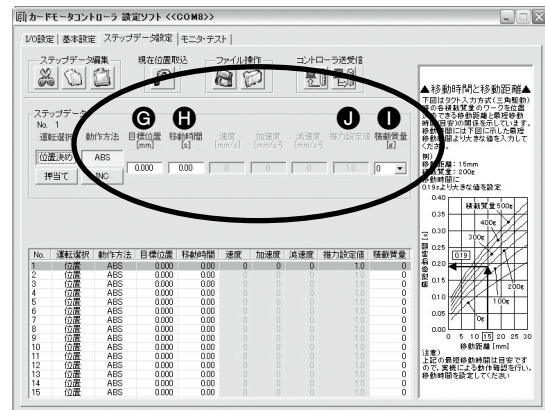 カードモータコントローラ 設定ソフト <<COM8>>
I/O設定 基本設定 ステップデータ設定 モニタ・テスト
ステップデータ編集 現在位置取込 ファイル操作 コントローラ送受信
ステップデータ
No. 1
G H J I
運転選択 動作方法 目標位置 [mm] 移動時間 [s] 速度 [mm/s] 加速度 [mm/s²] 減速度 [mm/s²] 推力設定値 積載質量 [g]
位置決め ABS 0.000 0.00 0 0 0 1.0 0
押当て INC
No. 運転選択 動作方法 目標位置 移動時間 速度 加速度 減速度 推力設定値 積載質量
1 位置 ABS 0.000 0.00 0 0 0 1.0 0
2 位置 ABS 0.000 0.00 0 0 0 1.0 0
3 位置 ABS 0.000 0.00 0 0 0 1.0 0
4 位置 ABS 0.000 0.00 0 0 0 1.0 0
5 位置 ABS 0.000 0.00 0 0 0 1.0 0
6 位置 ABS 0.000 0.00 0 0 0 1.0 0
7 位置 ABS 0.000 0.00 0 0 0 1.0 0
8 位置 ABS 0.000 0.00 0 0 0 1.0 0
9 位置 ABS 0.000 0.00 0 0 0 1.0 0
10 位置 ABS 0.000 0.00 0 0 0 1.0 0
11 位置 ABS 0.000 0.00 0 0 0 1.0 0
12 位置 ABS 0.000 0.00 0 0 0 1.0 0
13 位置 ABS 0.000 0.00 0 0 0 1.0 0
14 位置 ABS 0.000 0.00 0 0 0 1.0 0
15 位置 ABS 0.000 0.00 0 0 0 1.0 0
▲移動時間と移動距離▲
下図はタクト入力方式(三角駆動)
時の各積載質量のワークを位置
決めできる移動距離と最短移動
時間(目安)の関係を示しています。
移動時間には下図に示した最短
移動時間より大きな値を入力して
ください。
例)
移動距離：15mm
積載質量：200g
移動時間に
0.19sより大きな値を設定
最短移動時間 [s]
0.40
0.35
0.30
0.25
0.20
0.19
0.15
0.10
0.05
0.00
積載質量500g
400g
300g
200g
100g
0g
0 5 10 15 20 25 30
移動距離 [mm]
注意)
上記の最短移動時間は目安です
ので、実機による動作確認を行い、
移動時間を設定してください